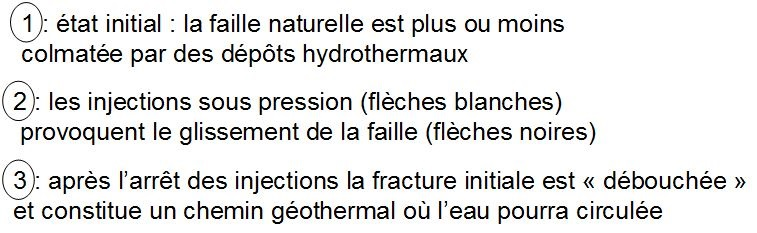 1 : état initial : la faille naturelle est plus ou moins
colmatée par des dépôts hydrothermaux
2 : les injections sous pression (flèches blanches)
provoquent le glissement de la faille (flèches noires)
3 : après l’arrêt des injections la fracture initiale est « débouchée »
et constitue un chemin géothermal où l’eau pourra circulée